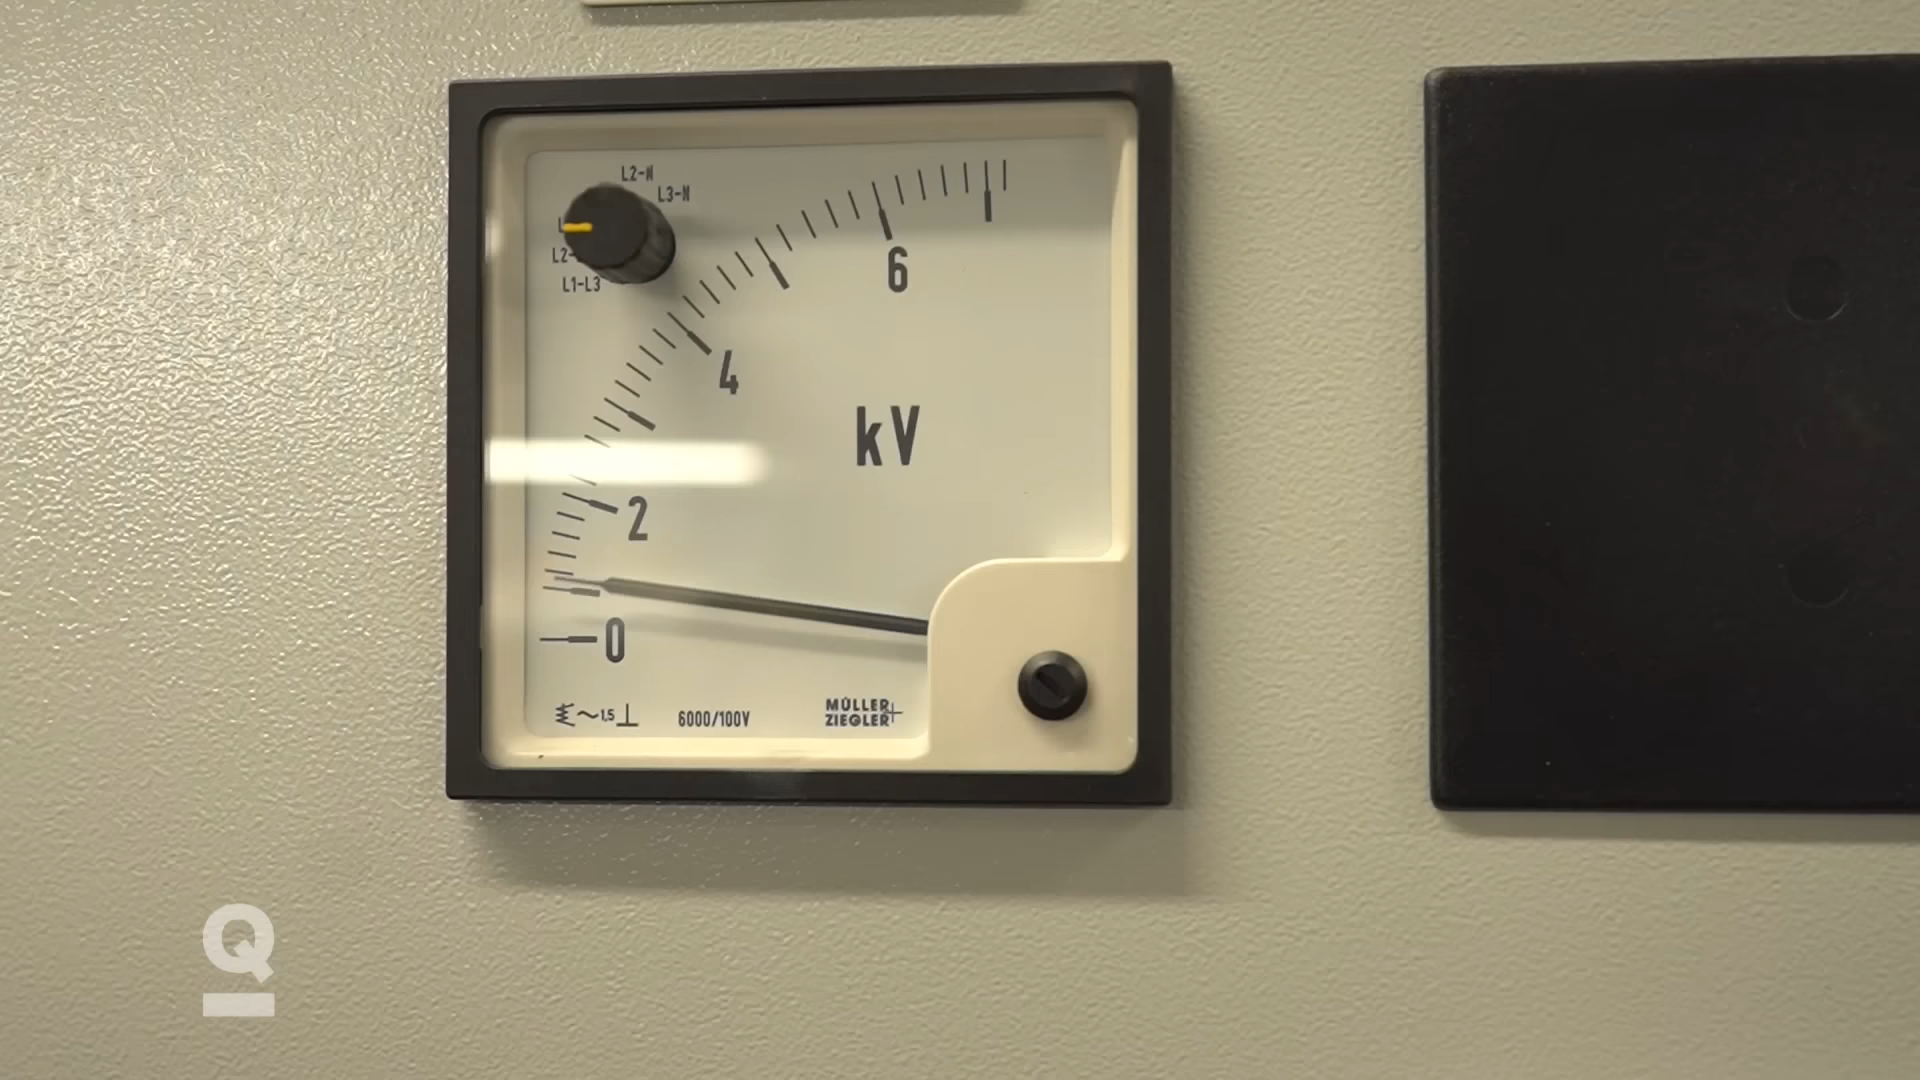 L2-N
L3-N
L1-L3
6
4
kV
2
0
1,5
6000/100V
MÜLLER
ZIEGLER
Q